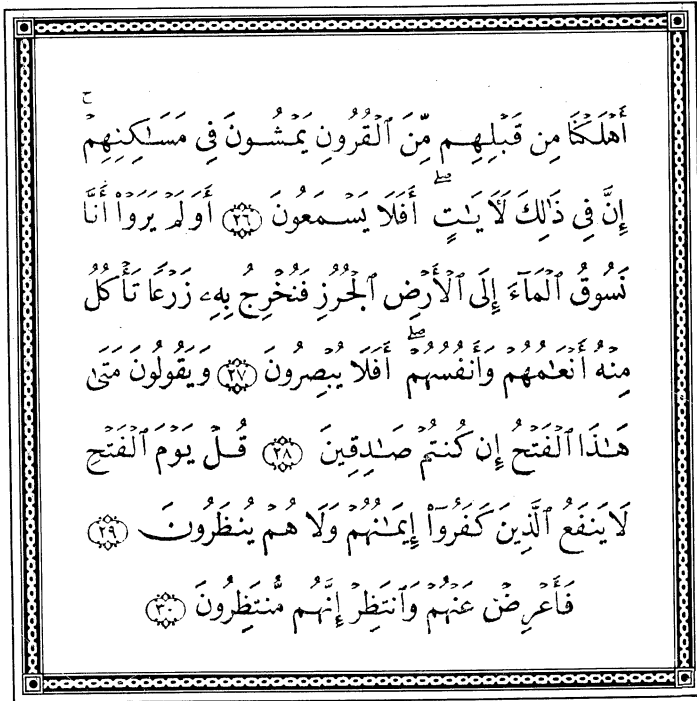 أَهۡلَكۡنَا مِن قَبۡلِهِم مِّنَ ٱلۡقُرُونِ يَمۡشُونَ فِي مَسَٰكِنِهِمۡۚ
إِنَّ فِي ذَٰلِكَ لَأٓيَٰتٍۖ أَفَلَا يَسۡمَعُونَ ٢٦ أَوَلَمۡ يَرَوۡاْ أَنَّا
نَسُوقُ ٱلۡمَآءَ إِلَى ٱلۡأَرۡضِ ٱلۡجُرُزِ فَنُخۡرِجُ بِهِۦ زَرۡعٗا تَأۡكُلُ
مِنۡهُ أَنۡعَٰمُهُمۡ وَأَنفُسُهُمۡۖ أَفَلَا يُبۡصِرُونَ ٢٧ وَيَقُولُونَ مَتَىٰ
هَٰذَا ٱلۡفَتۡحُ إِن كُنتُمۡ صَٰدِقِينَ ٢٨ قُلۡ يَوۡمَ ٱلۡفَتۡحِ
لَا يَنفَعُ ٱلَّذِينَ كَفَرُوٓاْ إِيمَٰنُهُمۡ وَلَا هُمۡ يُنظَرُونَ ٢٩
فَأَعۡرِضۡ عَنۡهُمۡ وَٱنتَظِرۡ إِنَّهُم مُّنتَظِرُونَ ٣٠